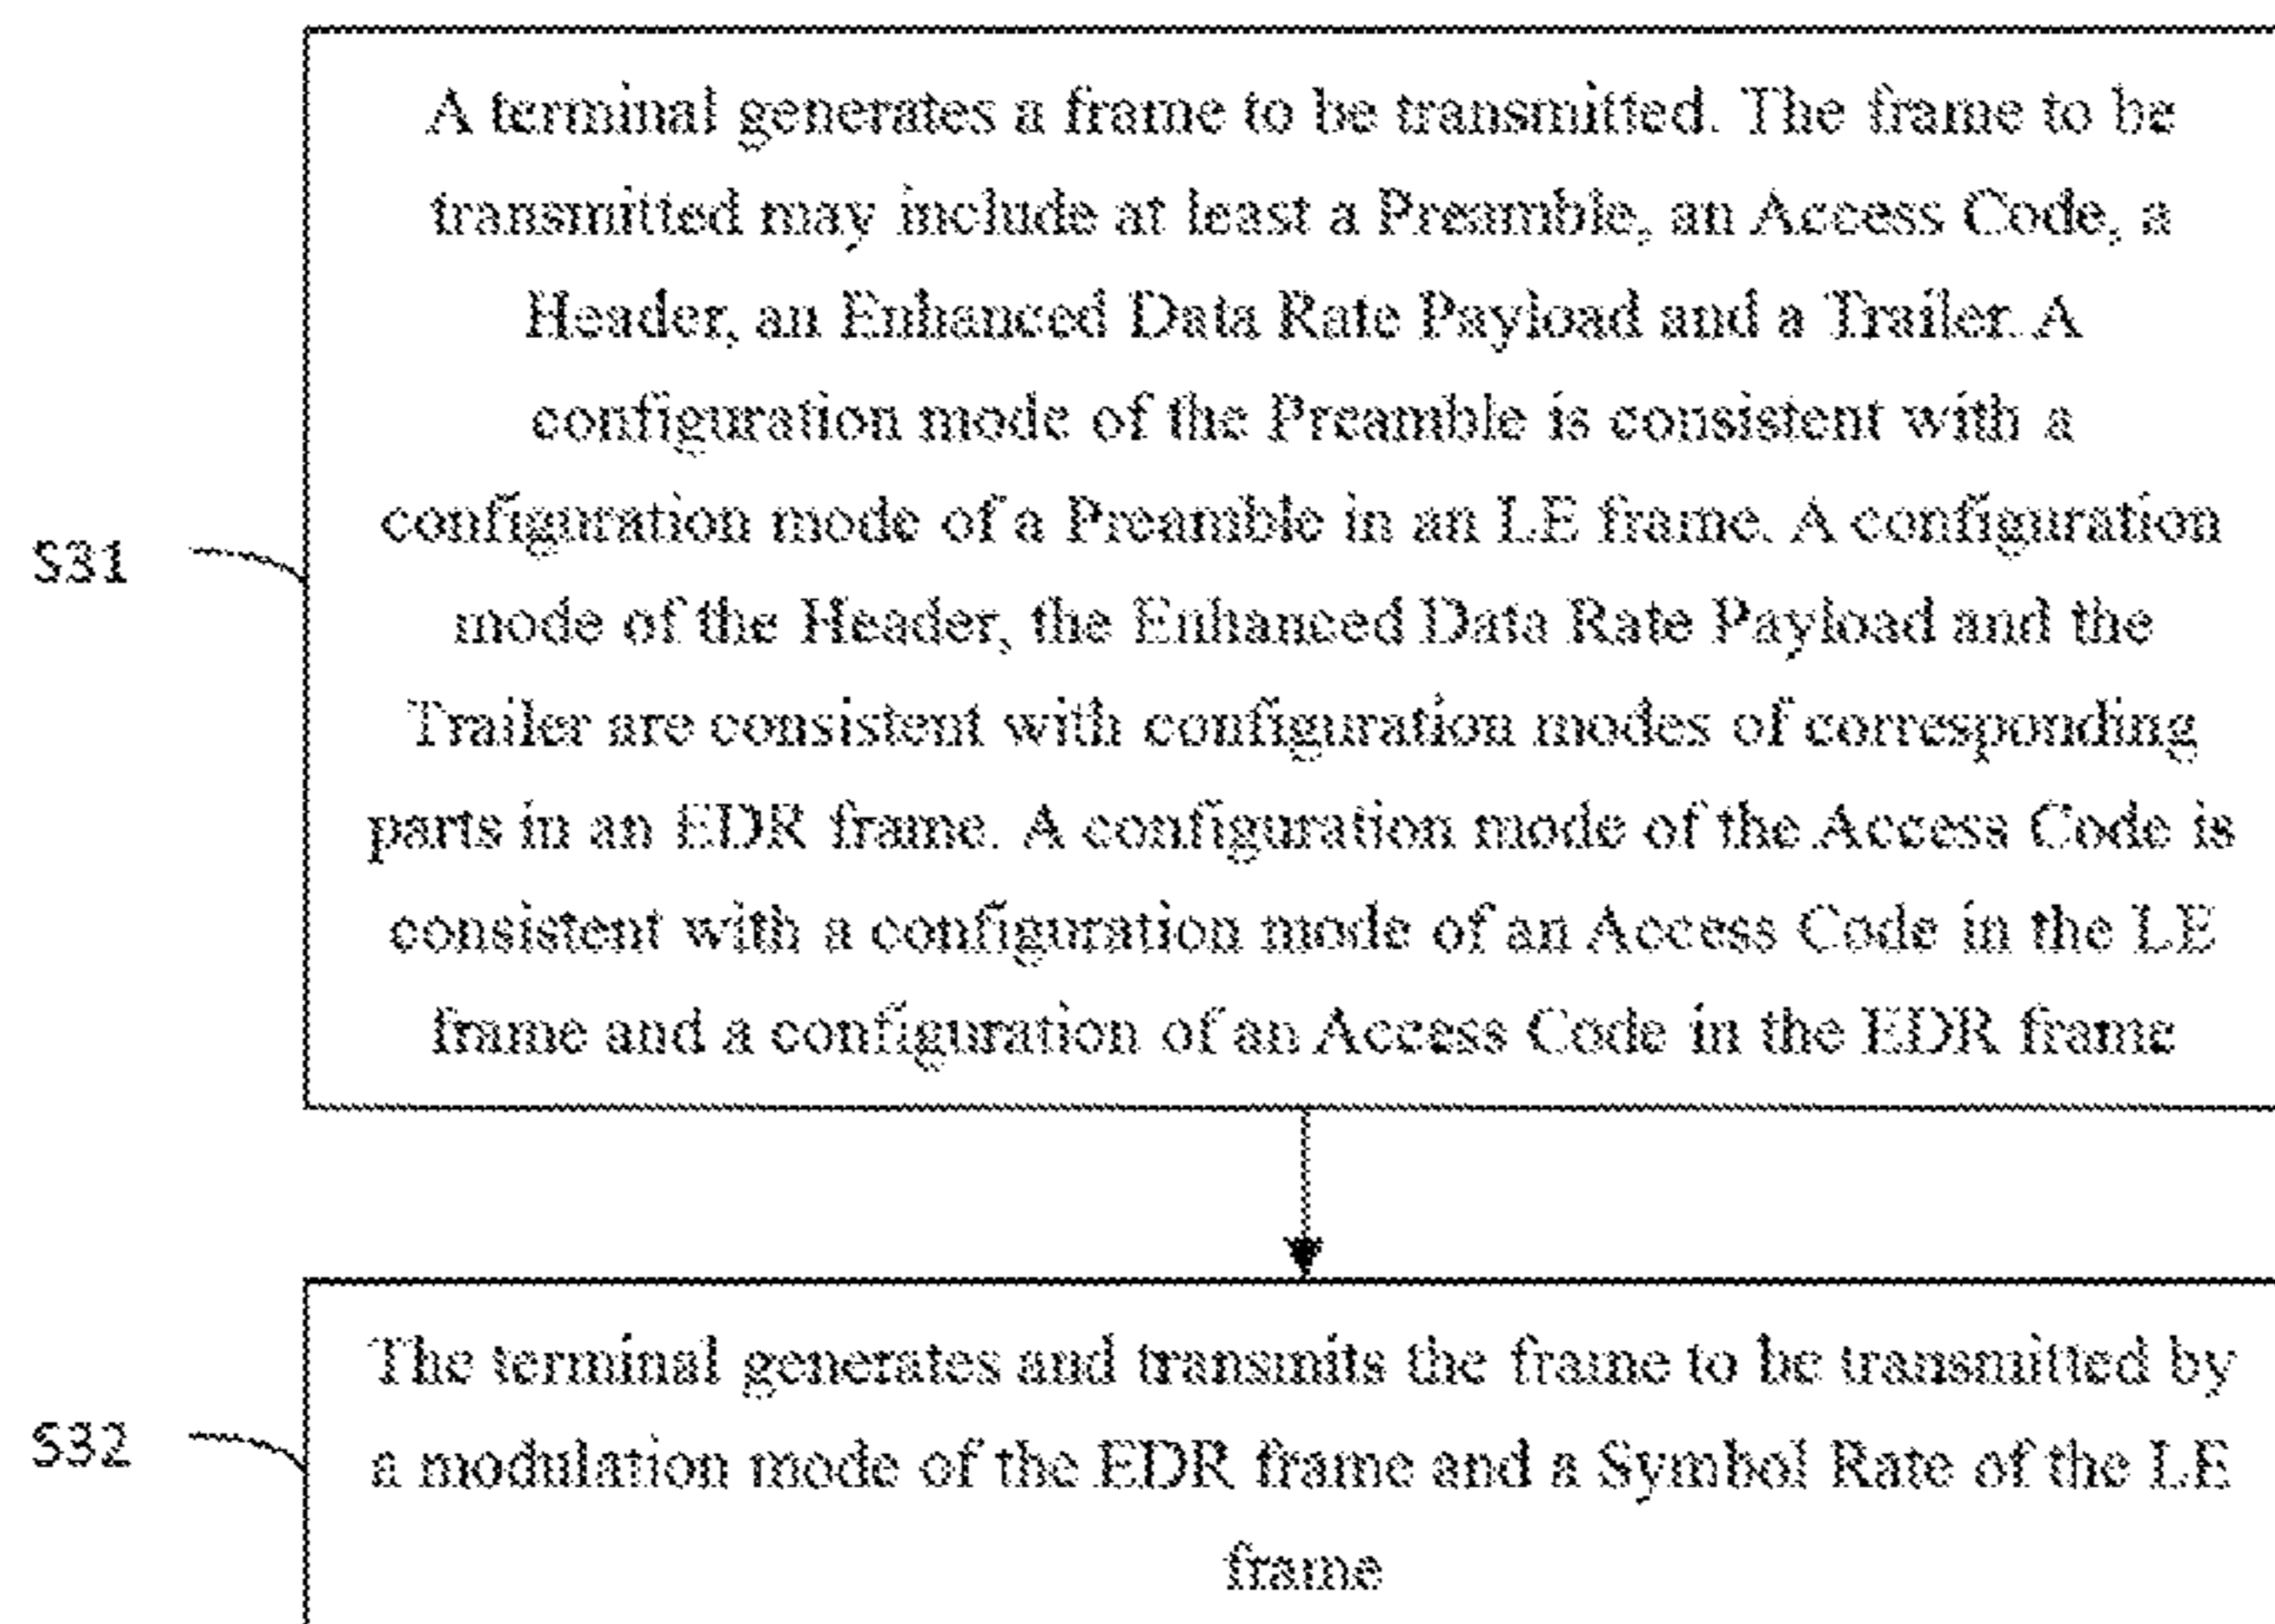 A terminal generates a frame to be transmitted. The frame to be
transmitted may include at least a Preamble, an Access Code, a
Header, an Enhanced Data Rate Payload and a Trailer. A
configuration mode of the Preamble is consistent with a
configuration mode of a Preamble in an LE frame. A configuration
S31
mode of the Header, the Enhanced Data Rate Payload and the
Trailer are consistent with configuration modes of corresponding
parts in an EDR frame. A configuration mode of the Access Code is
consistent with a configuration mode of an Access Code in the LE
frame and a configuration of an Access Code in the EDR frame
The terminal generates and transmits the frame to be transmitted by
S32
a modulation mode of the EDR frame and a Symbol Rate of the LE
frame